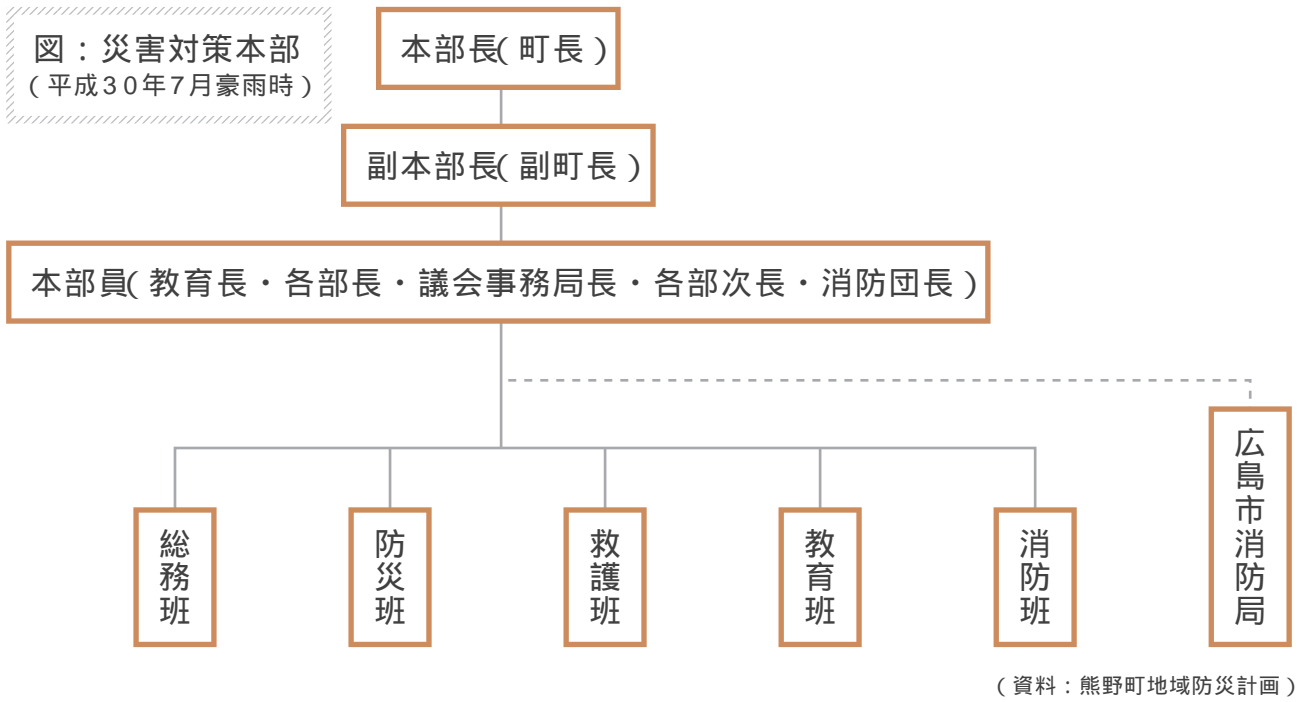 図：災害対策本部
（平成30年7月豪雨時）
本部長（町長）
副本部長（副町長）
本部員（教育長・各部長・議会事務局長・各部次長・消防団長）
総務班
防災班
救護班
教育班
消防班
広島市消防局
（資料：熊野町地域防災計画）